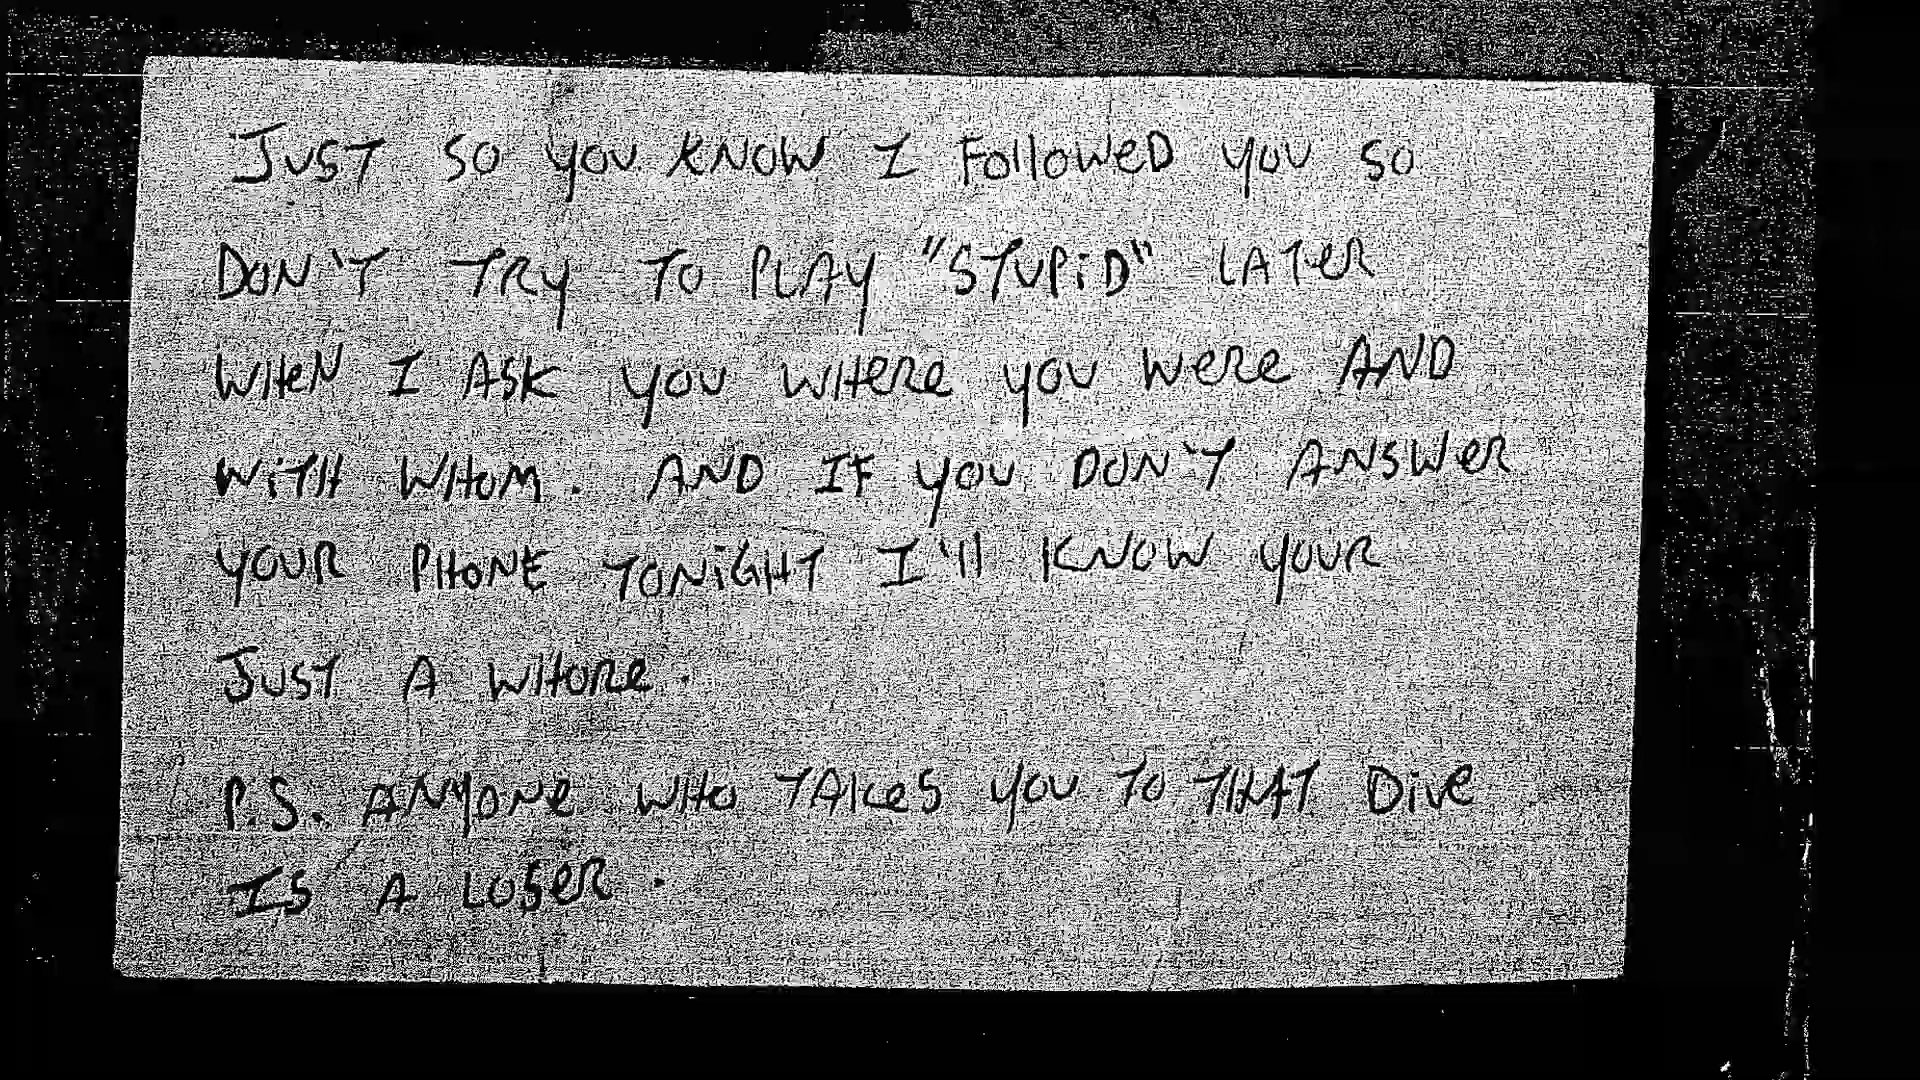 JUST SO YOU KNOW I FOLLOWED YOU SO
DON'T TRY TO PLAY "STUPiD" LATER
WHEN I ASK YOU WHERE YOU WERE AND
WiTH WHOM. AND IF YOU DON'T ANSWER
YOUR PHONE TONiGHT I'll KNOW YOUR
JUST A WHORE.
P.S. ANYONE WHO TAKES YOU TO THAT DIVE
IS A LOSER.